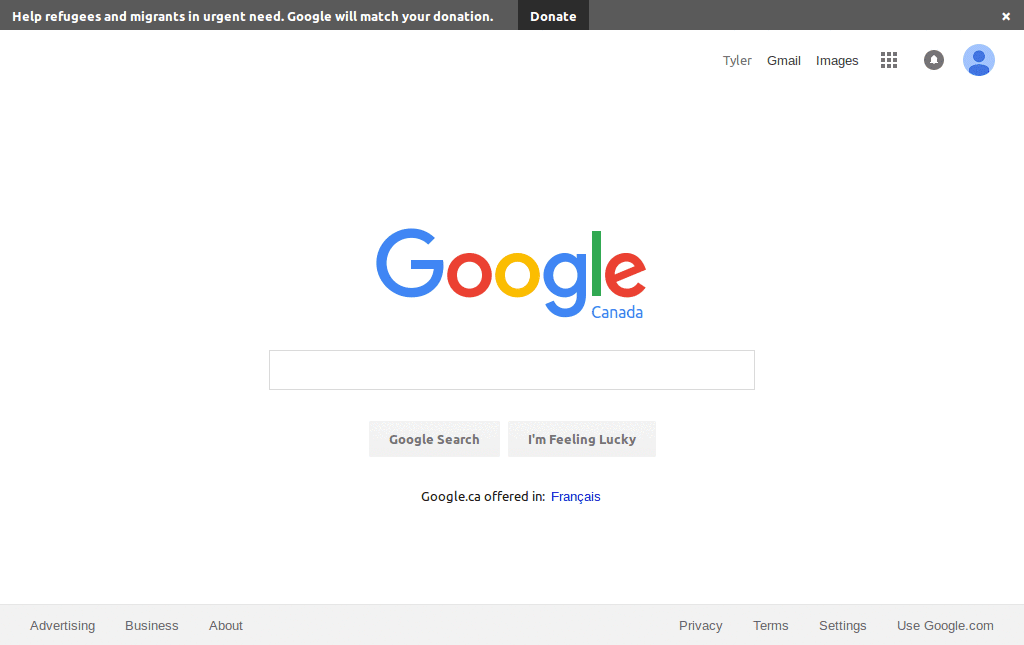 Help refugees and migrants in urgent need. Google will match your donation. Donate ×
Tyler Gmail Images
Google
Canada
Google Search I'm Feeling Lucky
Google.ca offered in: Français
Advertising Business About Privacy Terms Settings Use Google.com